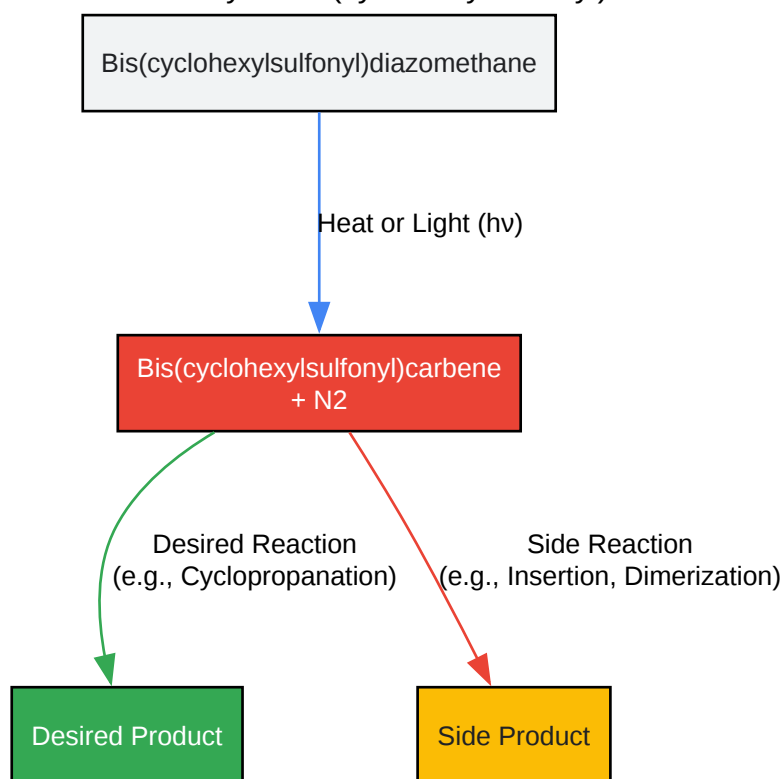 Bis(cyclohexylsulfonyl)diazomethane
Heat or Light (hν)
Bis(cyclohexylsulfonyl)carbene
+ N2
Desired Reaction
(e.g., Cyclopropanation)
Side Reaction
(e.g., Insertion, Dimerization)
Desired Product
Side Product